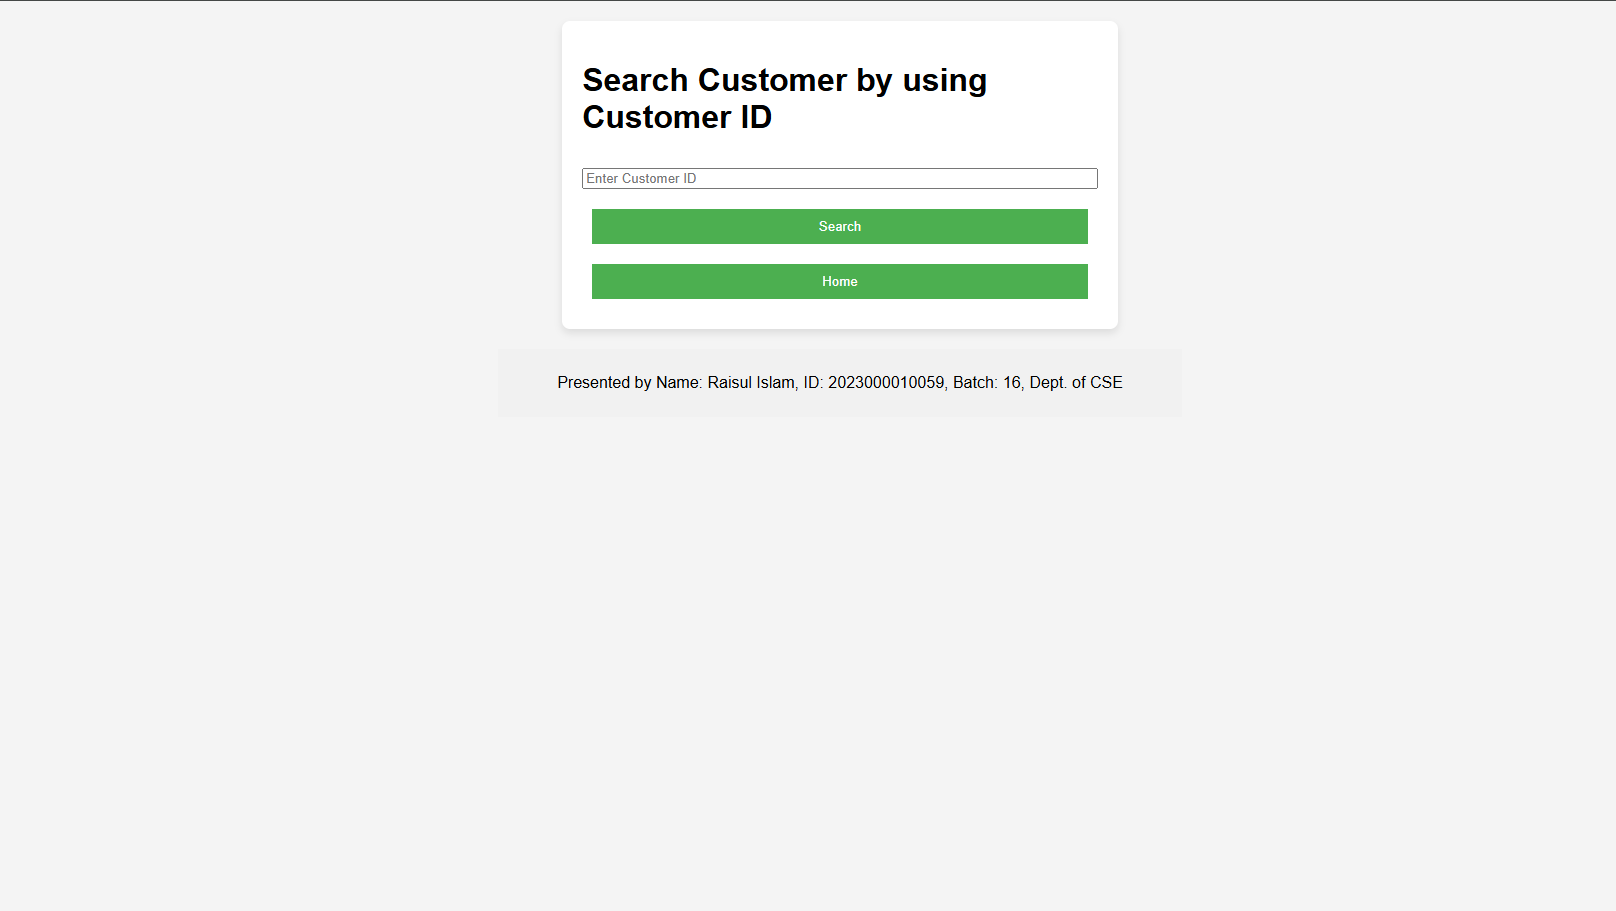 Search Customer by using
Customer ID
Enter Customer ID
Search
Home
Presented by Name: Raisul Islam, ID: 2023000010059, Batch: 16, Dept. of CSE